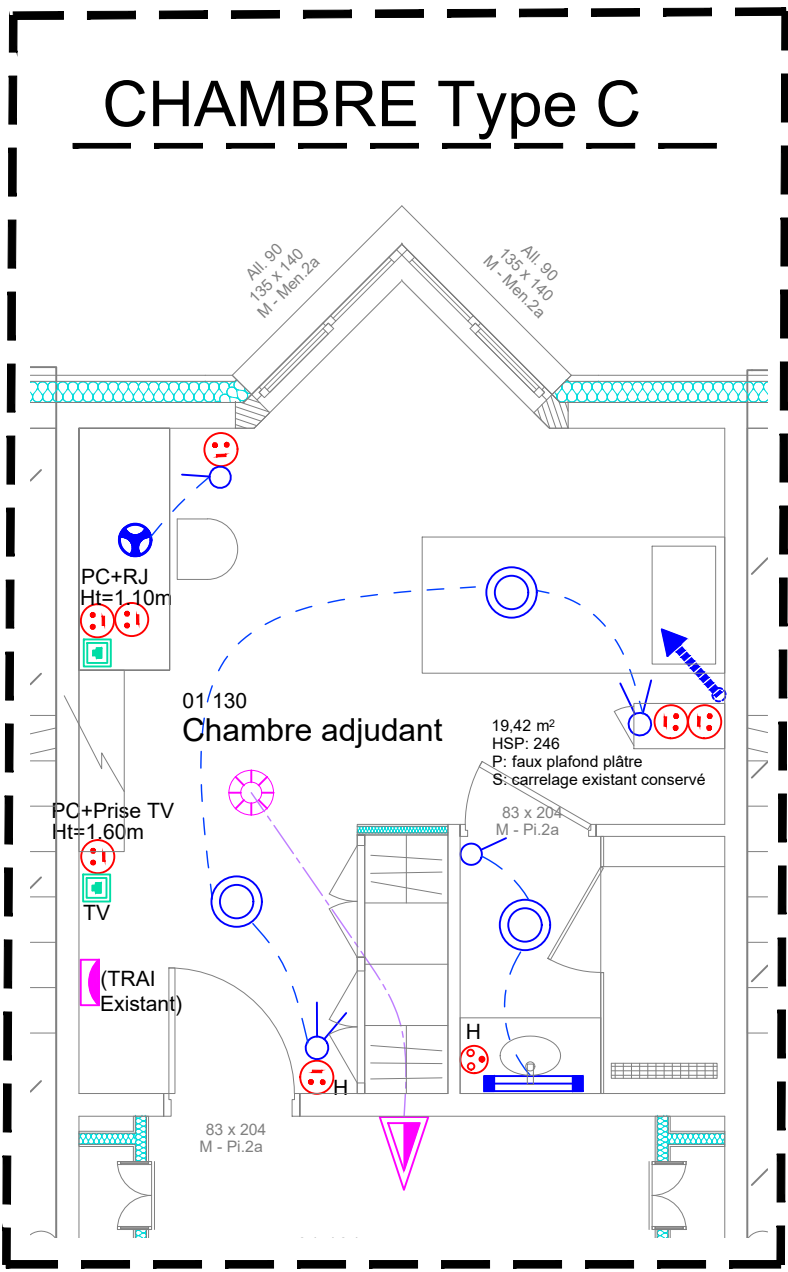 CHAMBRE Type C
All. 90
135 x 140
M - Men.2a
All. 90
135 x 140
M - Men.2a
PC+RJ
Ht=1.10m
01 130
Chambre adjudant
19,42 m²
HSP: 246
P: faux plafond plâtre
S: carrelage existant conservé
83 x 204
M - Pi.2a
PC+Prise TV
Ht=1.60m
TV
(TRAI
Existant)
H
H
83 x 204
M - Pi.2a